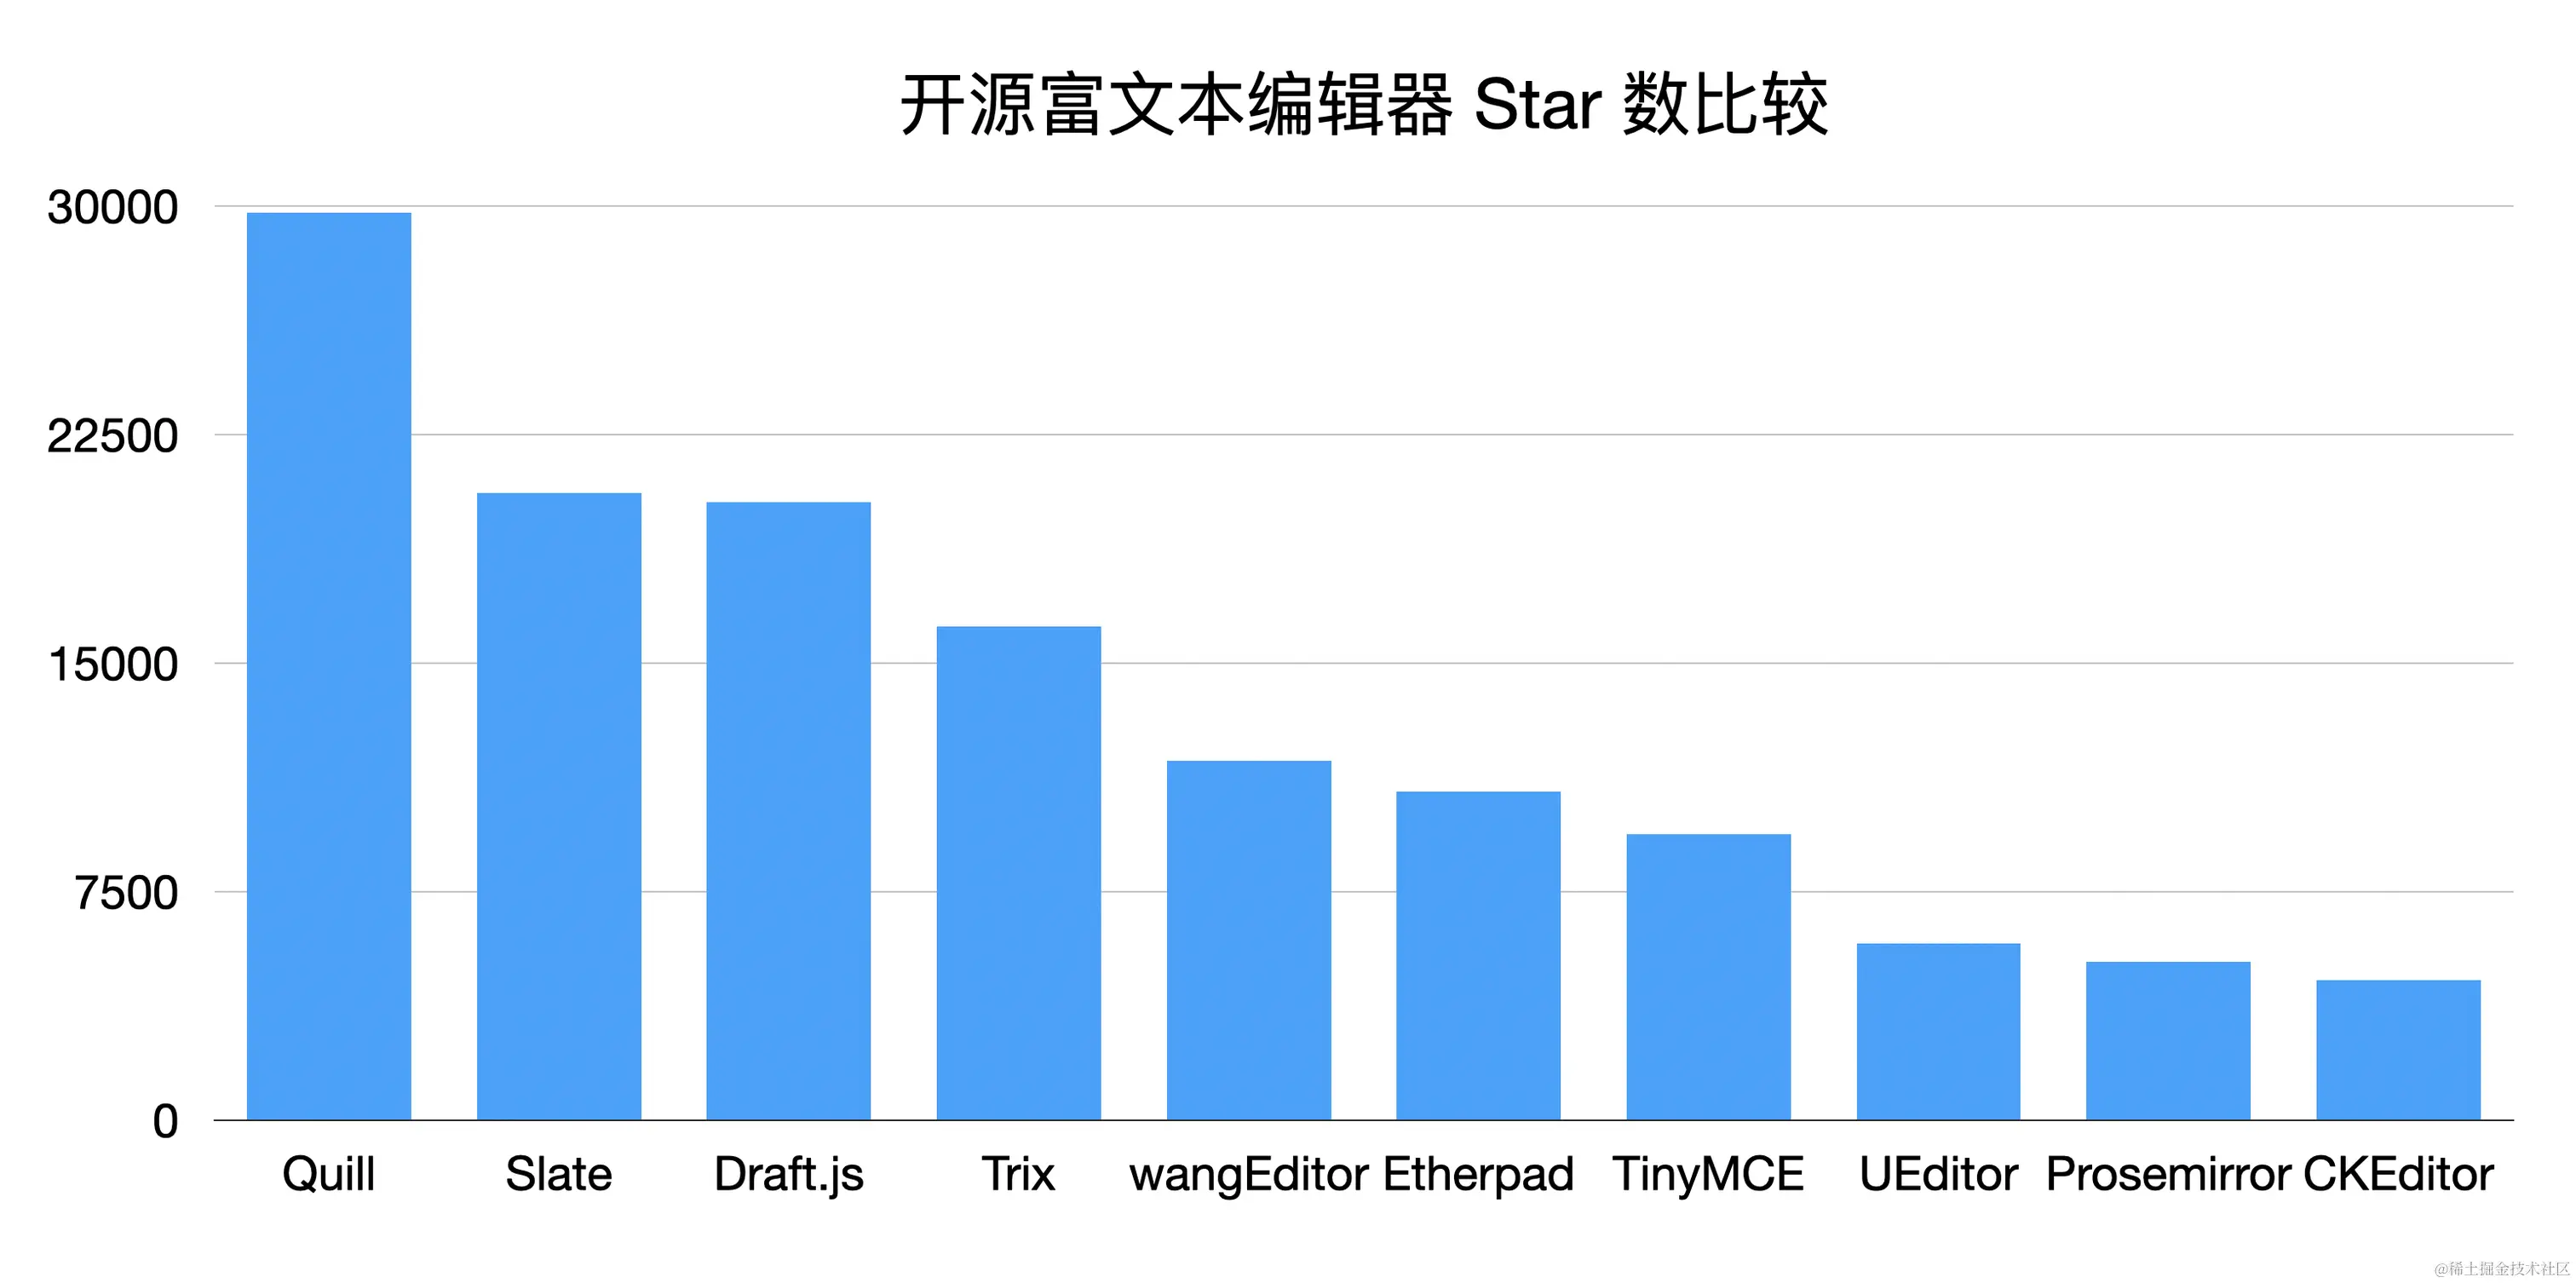 开源富文本编辑器 Star 数比较
30000
22500
15000
7500
0
Quill Slate Draft.js Trix wangEditor Etherpad TinyMCE UEditor Prosemirror CKEditor
@稀土掘金技术社区